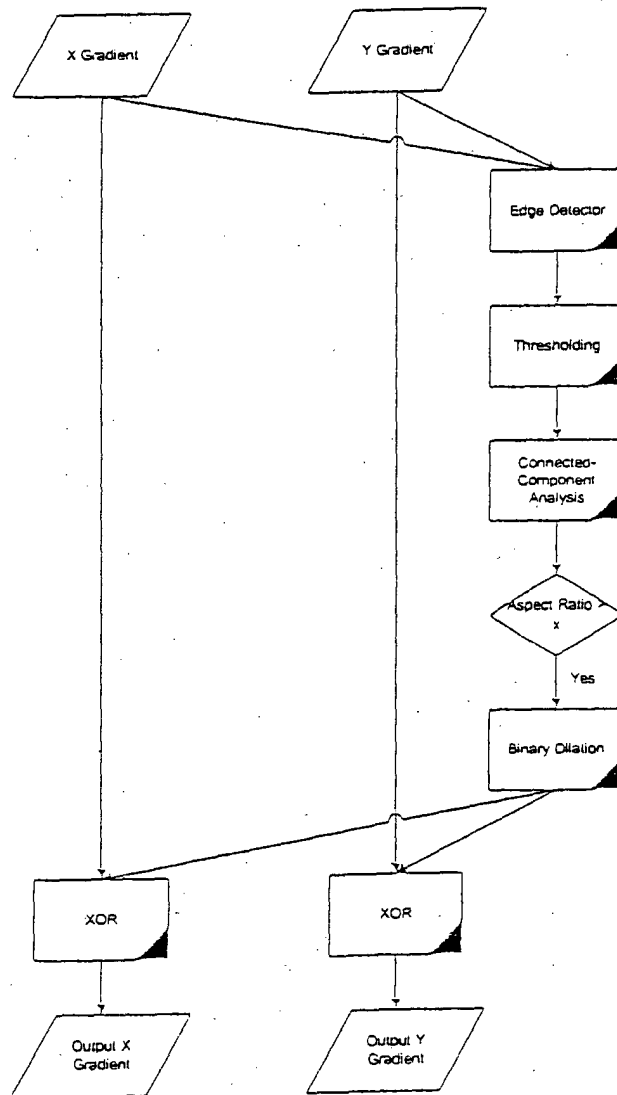 X Gradient
Y Gradient
Edge Detector
Thresholding
Connected-
Component
Analysis
Aspect Ratio
x
Yes
Binary Dilation
XOR
XOR
Output X
Gradient
Output Y
Gradient